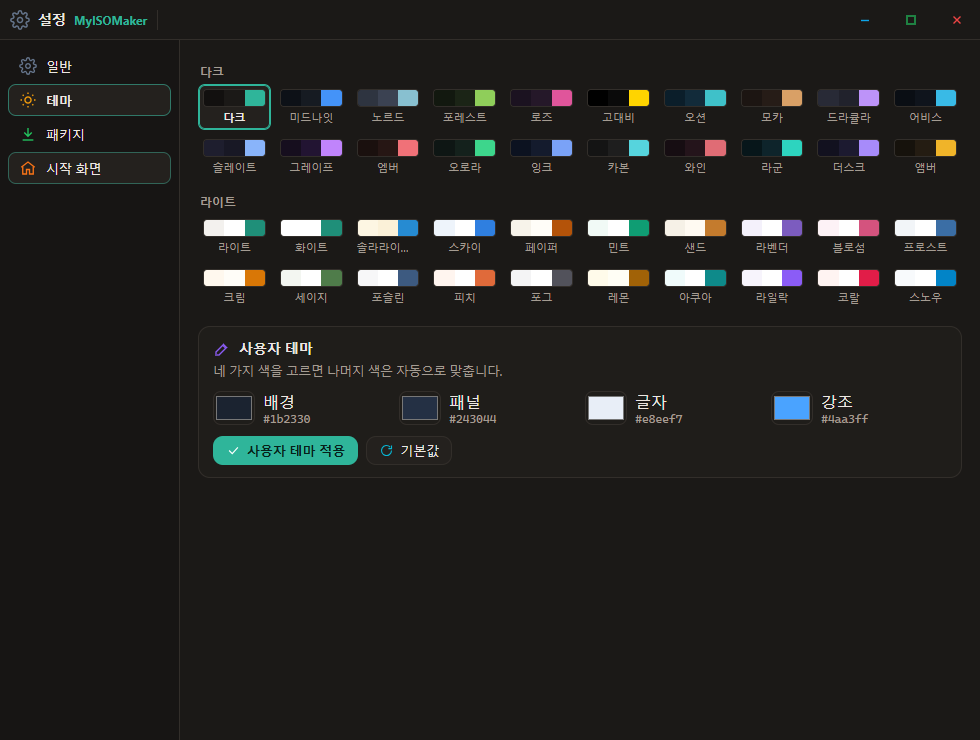 설정 MyISOMaker
일반
테마
패키지
시작 화면
다크
다크 미드나잇 노르드 포레스트 로즈 고대비 오션 모카 드라큘라 어비스
슬레이트 그레이프 엠버 오로라 잉크 카본 와인 라군 더스크 앰버
라이트
라이트 화이트 솔라라이... 스카이 페이퍼 민트 샌드 라벤더 블로섬 프로스트
크림 세이지 포슬린 피치 포그 레몬 아쿠아 라일락 코랄 스노우
사용자 테마
네 가지 색을 고르면 나머지 색은 자동으로 맞춥니다.
배경 패널 글자 강조
#1b2330 #243044 #e8eef7 #4aa3ff
사용자 테마 적용 기본값